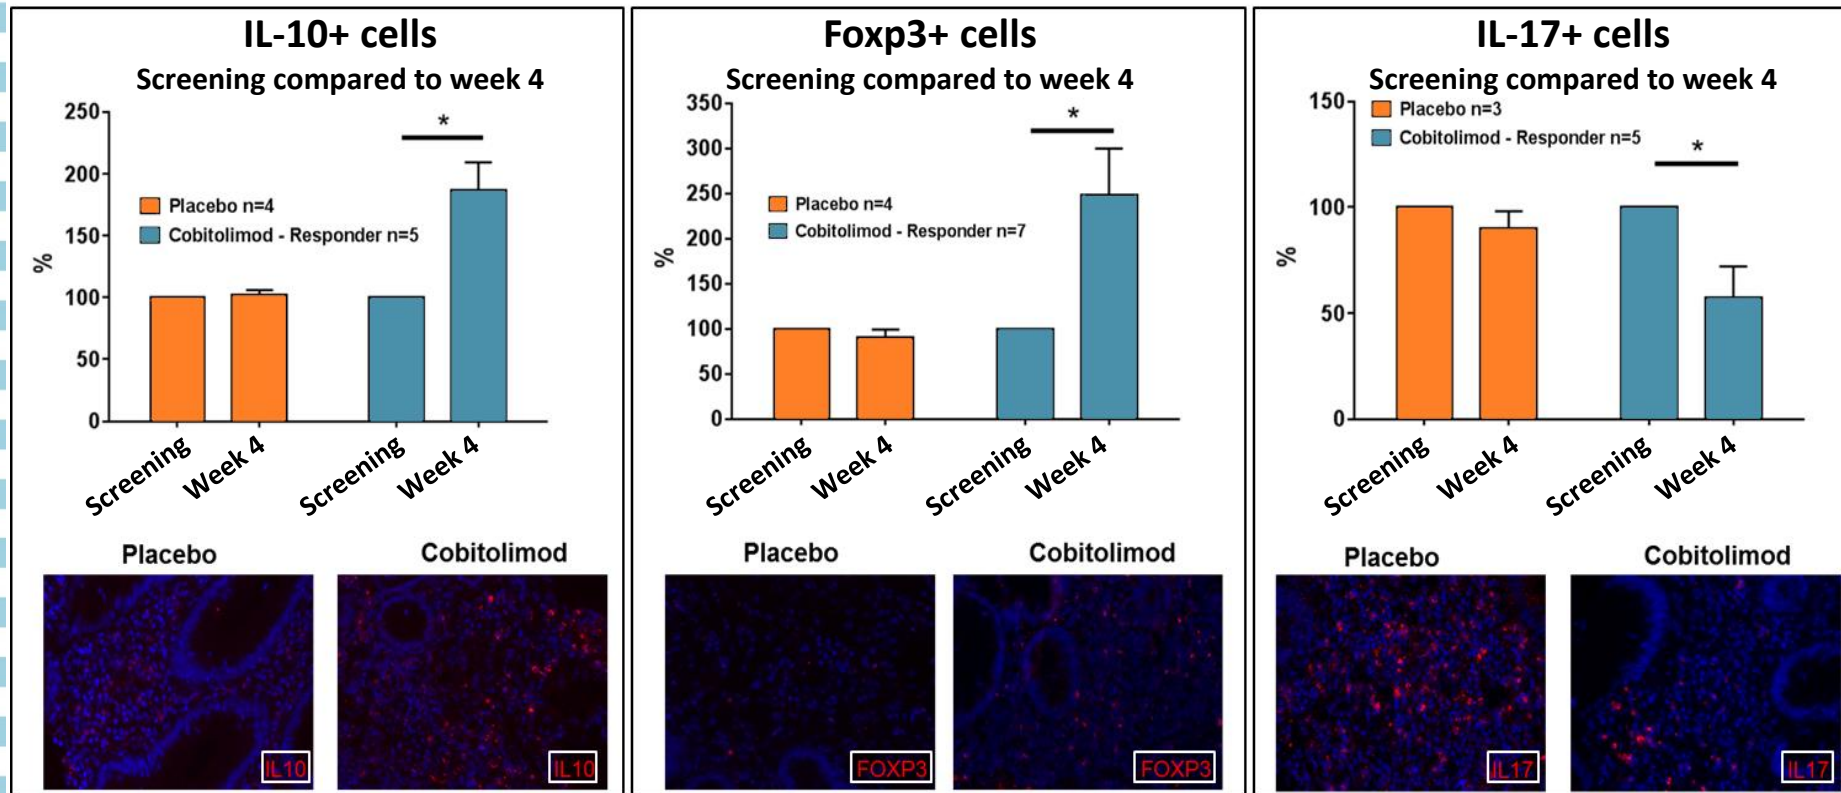 IL-10+ cells
Screening compared to week 4
250
200
150
100
50
0
%
*
Placebo n=4
Cobitolimod - Responder n=5
Screening
Week 4
Screening
Week 4
Placebo
Cobitolimod
IL10
IL10
Foxp3+ cells
Screening compared to week 4
350
300
250
200
150
100
50
0
%
*
Placebo n=4
Cobitolimod - Responder n=7
Screening
Week 4
Screening
Week 4
Placebo
Cobitolimod
FOXP3
FOXP3
IL-17+ cells
Screening compared to week 4
150
100
50
0
%
Placebo n=3
Cobitolimod - Responder n=5
*
Screening
Week 4
Screening
Week 4
Placebo
Cobitolimod
IL17
IL17